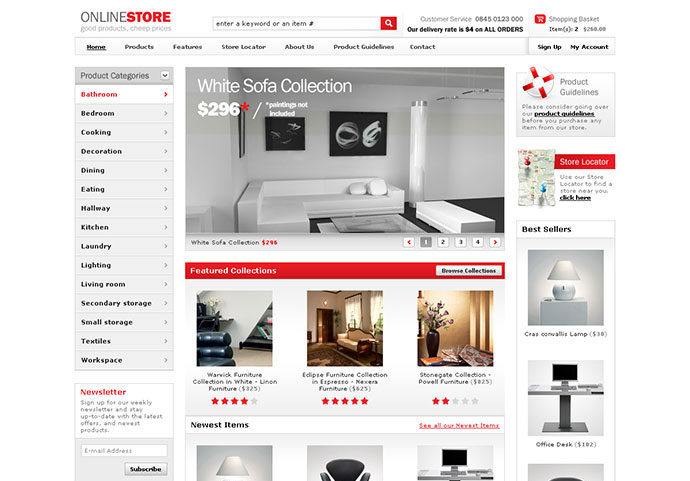 ONLINESTORE
good products, cheep prices
enter a keyword or an item #
Customer Service 0845 0123 000
Our delivery rate is $4 on ALL ORDERS
Shopping Basket
Item(s): 2 $260.00
Home Products Features Store Locator About Us Product Guidelines Contact
Sign Up My Account
Product Categories
Bathroom
Bedroom
Cooking
Decoration
Dining
Eating
Hallway
Kitchen
Laundry
Lighting
Living room
Secondary storage
Small storage
Textiles
Workspace
Newsletter
Sign up for our weekly
newsletter and stay
up-to-date with the latest
offers, and newest
products.
E-mail Address
Subscribe
White Sofa Collection
$296* / *paintings not
included
White Sofa Collection $296
1 2 3 4
Featured Collections
Browse Collections
Warwick Furniture
Collection in White - Linon
Furniture ($325)
Eclipse Furniture Collection
in Espresso - Nexera
Furniture ($625)
Stonegate Collection -
Powell Furniture ($825)
Newest Items
See all our Newest Items
Product
Guidelines
Please consider going over
our product guidelines
before you purchase any
item from our store.
Store Locator
Use our Store
Locator to find a
store near you.
click here
Best Sellers
Cras convallis Lamp ($38)
Office Desk ($182)